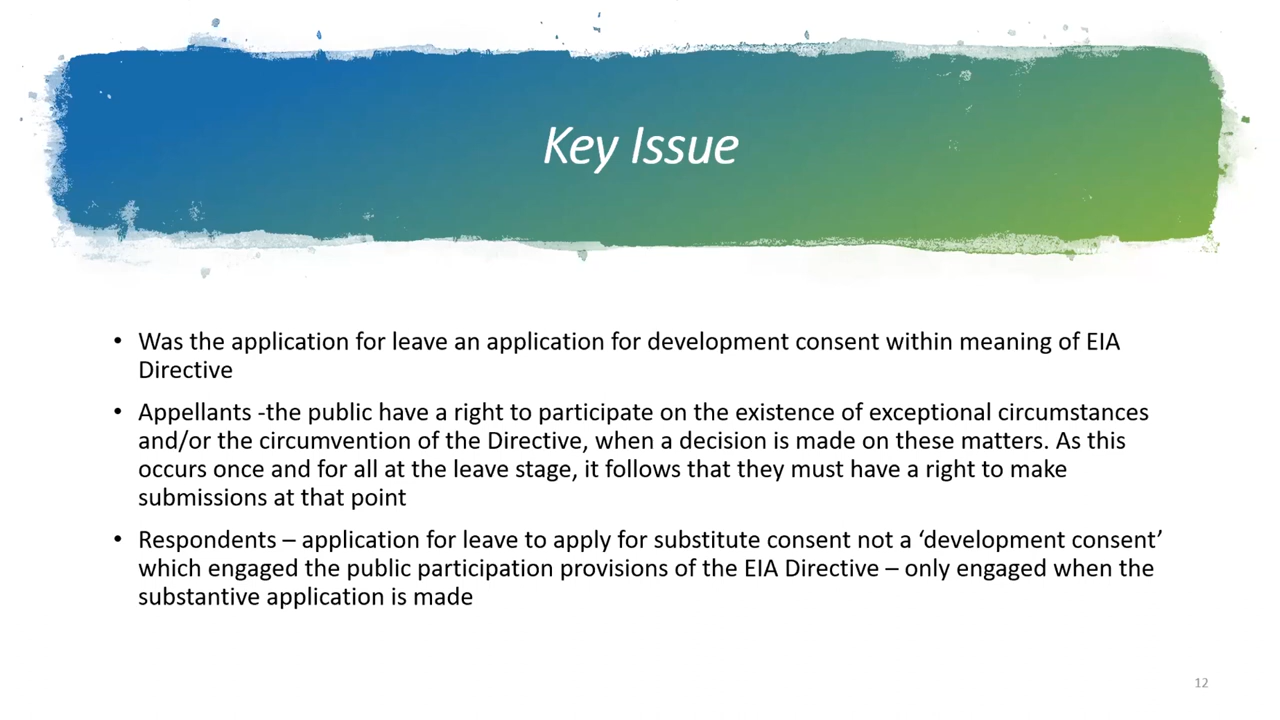 Key Issue
• Was the application for leave an application for development consent within meaning of EIA
Directive
• Appellants -the public have a right to participate on the existence of exceptional circumstances
and/or the circumvention of the Directive, when a decision is made on these matters. As this
occurs once and for all at the leave stage, it follows that they must have a right to make
submissions at that point
• Respondents – application for leave to apply for substitute consent not a ‘development consent’
which engaged the public participation provisions of the EIA Directive – only engaged when the
substantive application is made
12